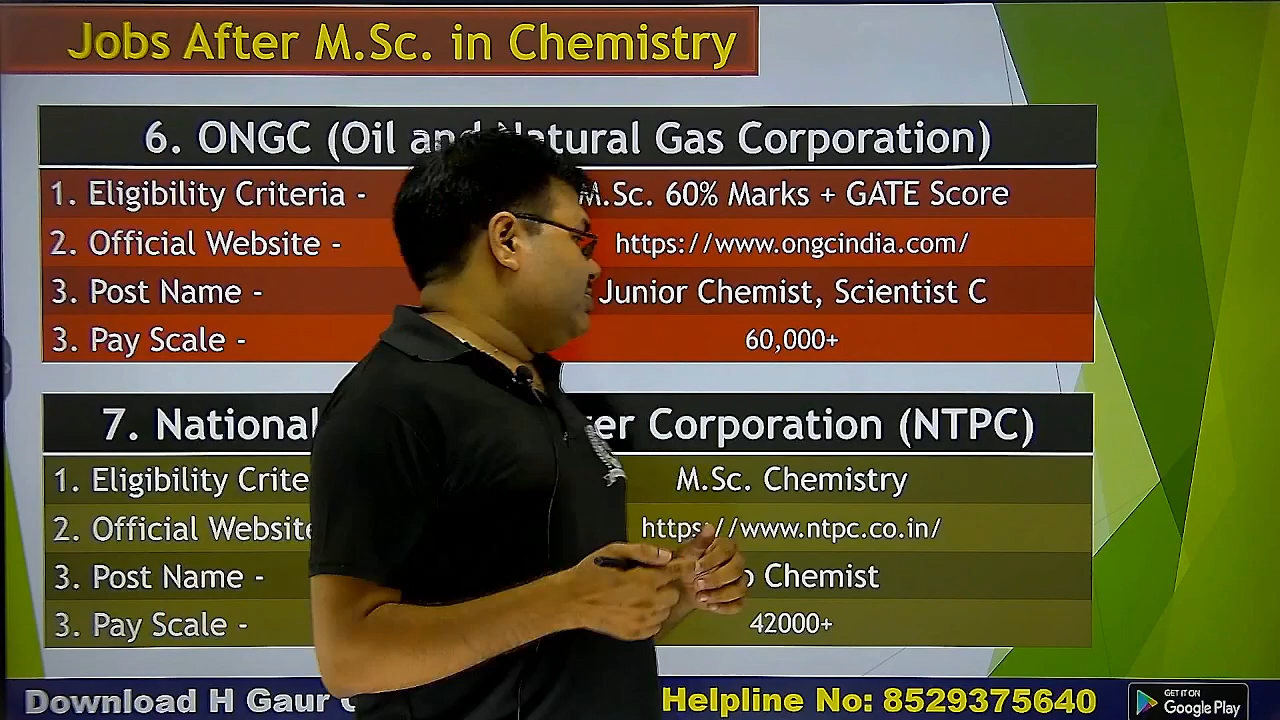 Jobs After M.Sc. in Chemistry
6. ONGC (Oil and Natural Gas Corporation)
1. Eligibility Criteria - M.Sc. 60% Marks + GATE Score
2. Official Website - https://www.ongcindia.com/
3. Post Name - Junior Chemist, Scientist C
3. Pay Scale - 60,000+
7. National Corporation (NTPC)
1. Eligibility M.Sc. Chemistry
2. Official Website https://www.ntpc.co.in/
3. Post Name - Chemist
3. Pay Scale - 42000+
Download H Gaur Helpline No: 8529375640
GET IT ON
Google Play